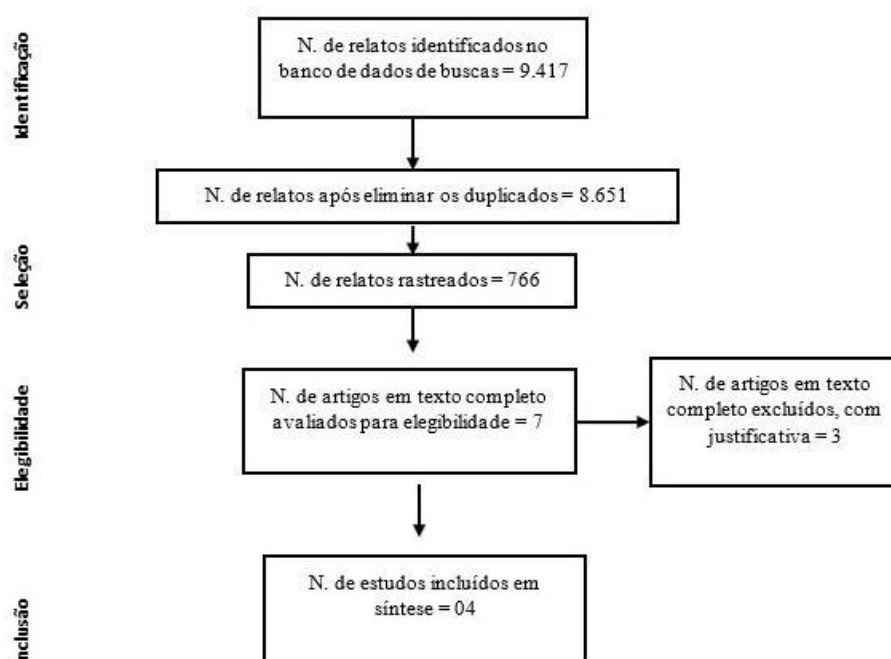 Identificação
N. de relatos identificados no
banco de dados de buscas = 9.417
N. de relatos após eliminar os duplicados = 8.651
Seleção
N. de relatos rastreados = 766
Elegibilidade
N. de artigos em texto completo
avaliados para elegibilidade = 7
N. de artigos em texto
completo excluídos, com
justificativa = 3
nclusão
N. de estudos incluídos em
síntese = 04